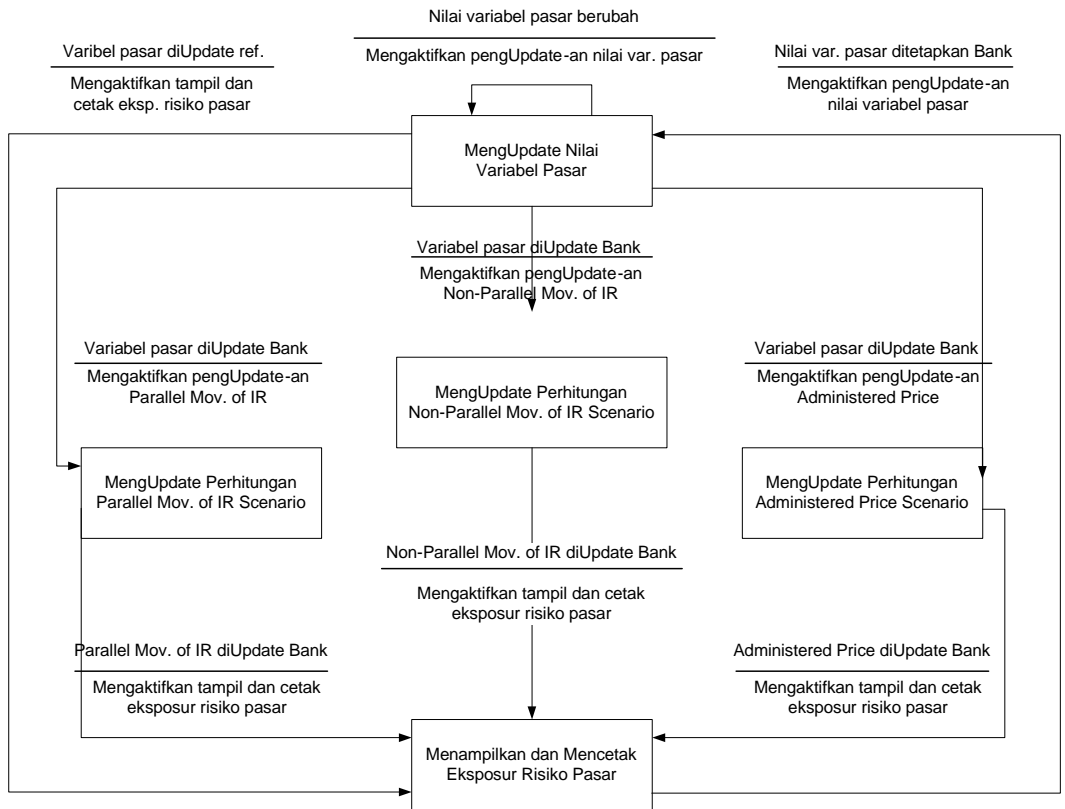 Nilai variabel pasar berubah
Mengaktifkan pengUpdate-an nilai var. pasar
Varibel pasar diUpdate ref.
Mengaktifkan tampil dan
cetak eksp. risiko pasar
Nilai var. pasar ditetapkan Bank
Mengaktifkan pengUpdate-an
nilai variabel pasar
MengUpdate Nilai
Variabel Pasar
Variabel pasar diUpdate Bank
Mengaktifkan pengUpdate-an
Non-Parallel Mov. of IR
Variabel pasar diUpdate Bank
Mengaktifkan pengUpdate-an
Parallel Mov. of IR
Variabel pasar diUpdate Bank
Mengaktifkan pengUpdate-an
Administered Price
MengUpdate Perhitungan
Non-Parallel Mov. of IR Scenario
MengUpdate Perhitungan
Parallel Mov. of IR Scenario
MengUpdate Perhitungan
Administered Price Scenario
Non-Parallel Mov. of IR diUpdate Bank
Mengaktifkan tampil dan cetak
eksposur risiko pasar
Parallel Mov. of IR diUpdate Bank
Mengaktifkan tampil dan cetak
eksposur risiko pasar
Administered Price diUpdate Bank
Mengaktifkan tampil dan cetak
eksposur risiko pasar
Menampilkan dan Mencetak
Eksposur Risiko Pasar